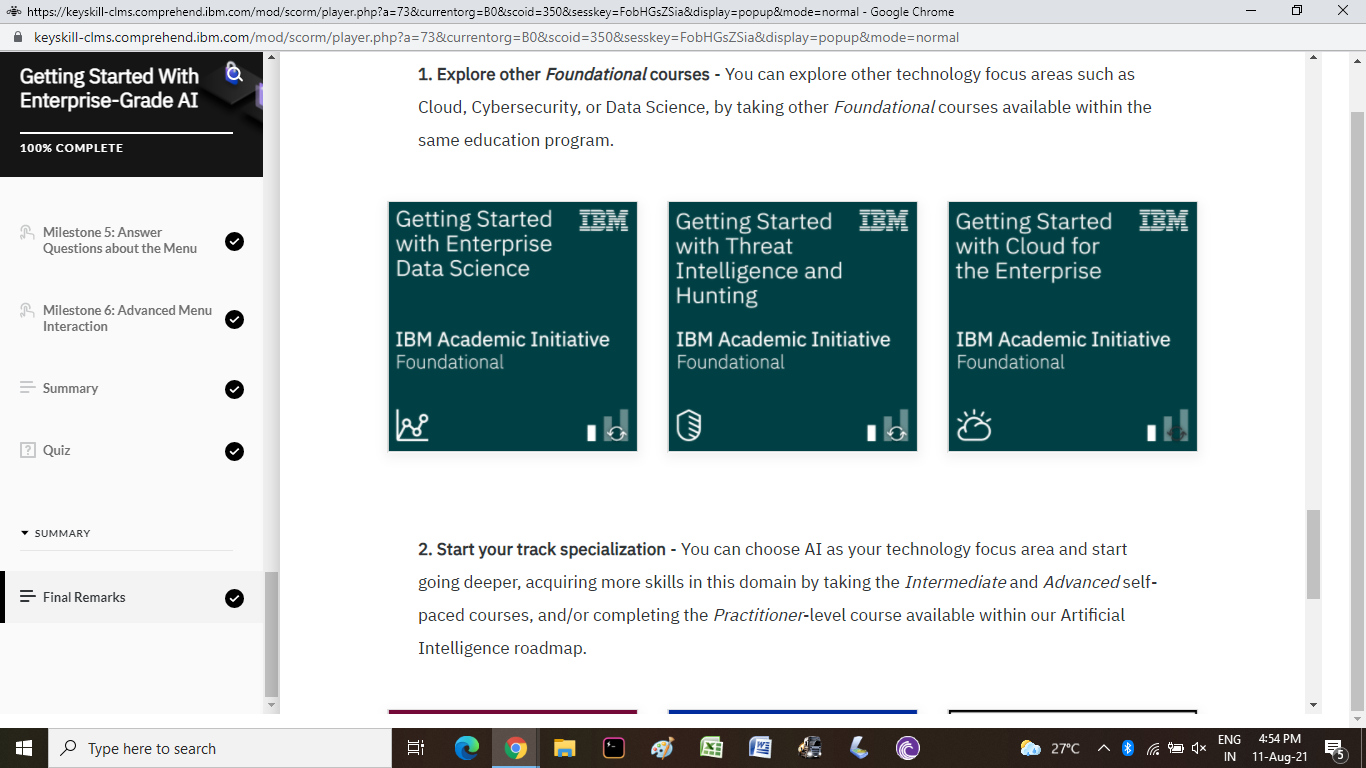 https://keyskill-clms.comprehend.ibm.com/mod/scorm/player.php?a=73&currentorg=B0&scoid=350&sesskey=FobHGsZSia&display=popup&mode=normal - Google Chrome
keyskill-clms.comprehend.ibm.com/mod/scorm/player.php?a=73&currentorg=B0&scoid=350&sesskey=FobHGsZSia&display=popup&mode=normal
Getting Started With
Enterprise-Grade AI
100% COMPLETE
Milestone 5: Answer
Questions about the Menu
Milestone 6: Advanced Menu
Interaction
Summary
Quiz
SUMMARY
Final Remarks
1. Explore other Foundational courses - You can explore other technology focus areas such as
Cloud, Cybersecurity, or Data Science, by taking other Foundational courses available within the
same education program.
Getting Started
with Enterprise
Data Science
IBM
IBM Academic Initiative
Foundational
Getting Started
with Threat
Intelligence and
Hunting
IBM
IBM Academic Initiative
Foundational
Getting Started
with Cloud for
the Enterprise
IBM
IBM Academic Initiative
Foundational
2. Start your track specialization - You can choose AI as your technology focus area and start
going deeper, acquiring more skills in this domain by taking the Intermediate and Advanced self-
paced courses, and/or completing the Practitioner-level course available within our Artificial
Intelligence roadmap.
Type here to search
27°C
ENG
IN
4:54 PM
11-Aug-21
5